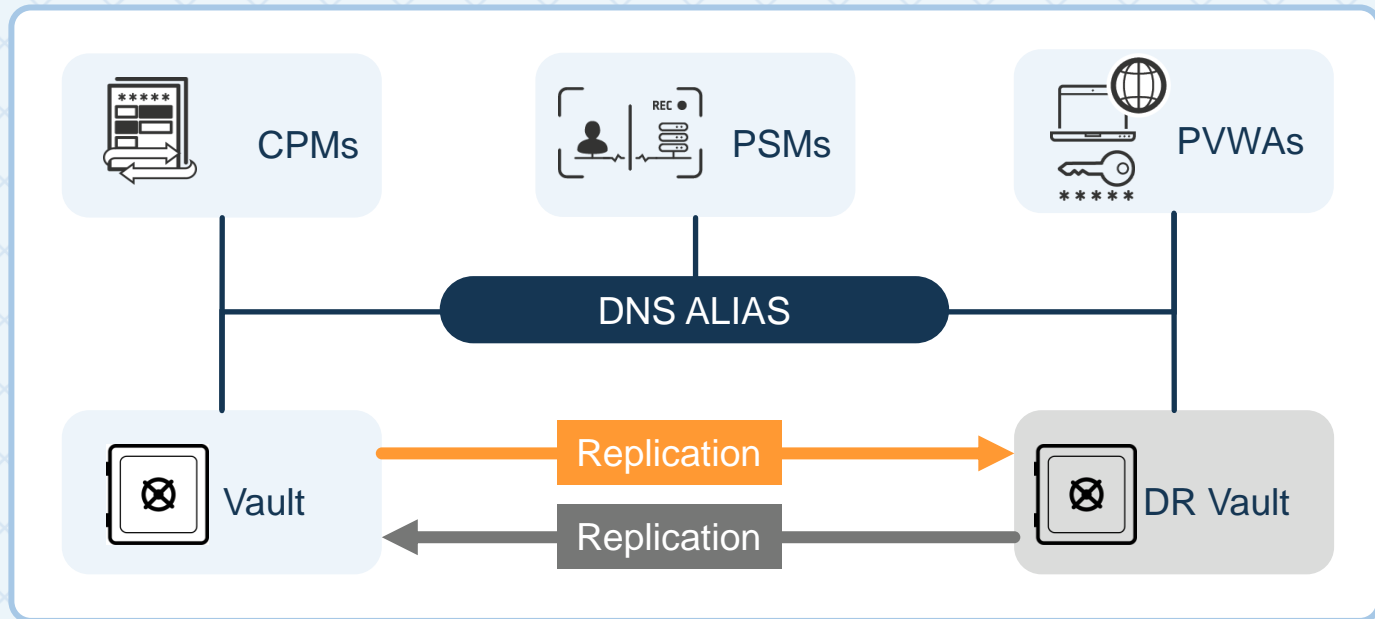 *****
CPMs
REC
PSMs
PVWAs
*****
DNS ALIAS
Replication
Vault
Replication
DR Vault